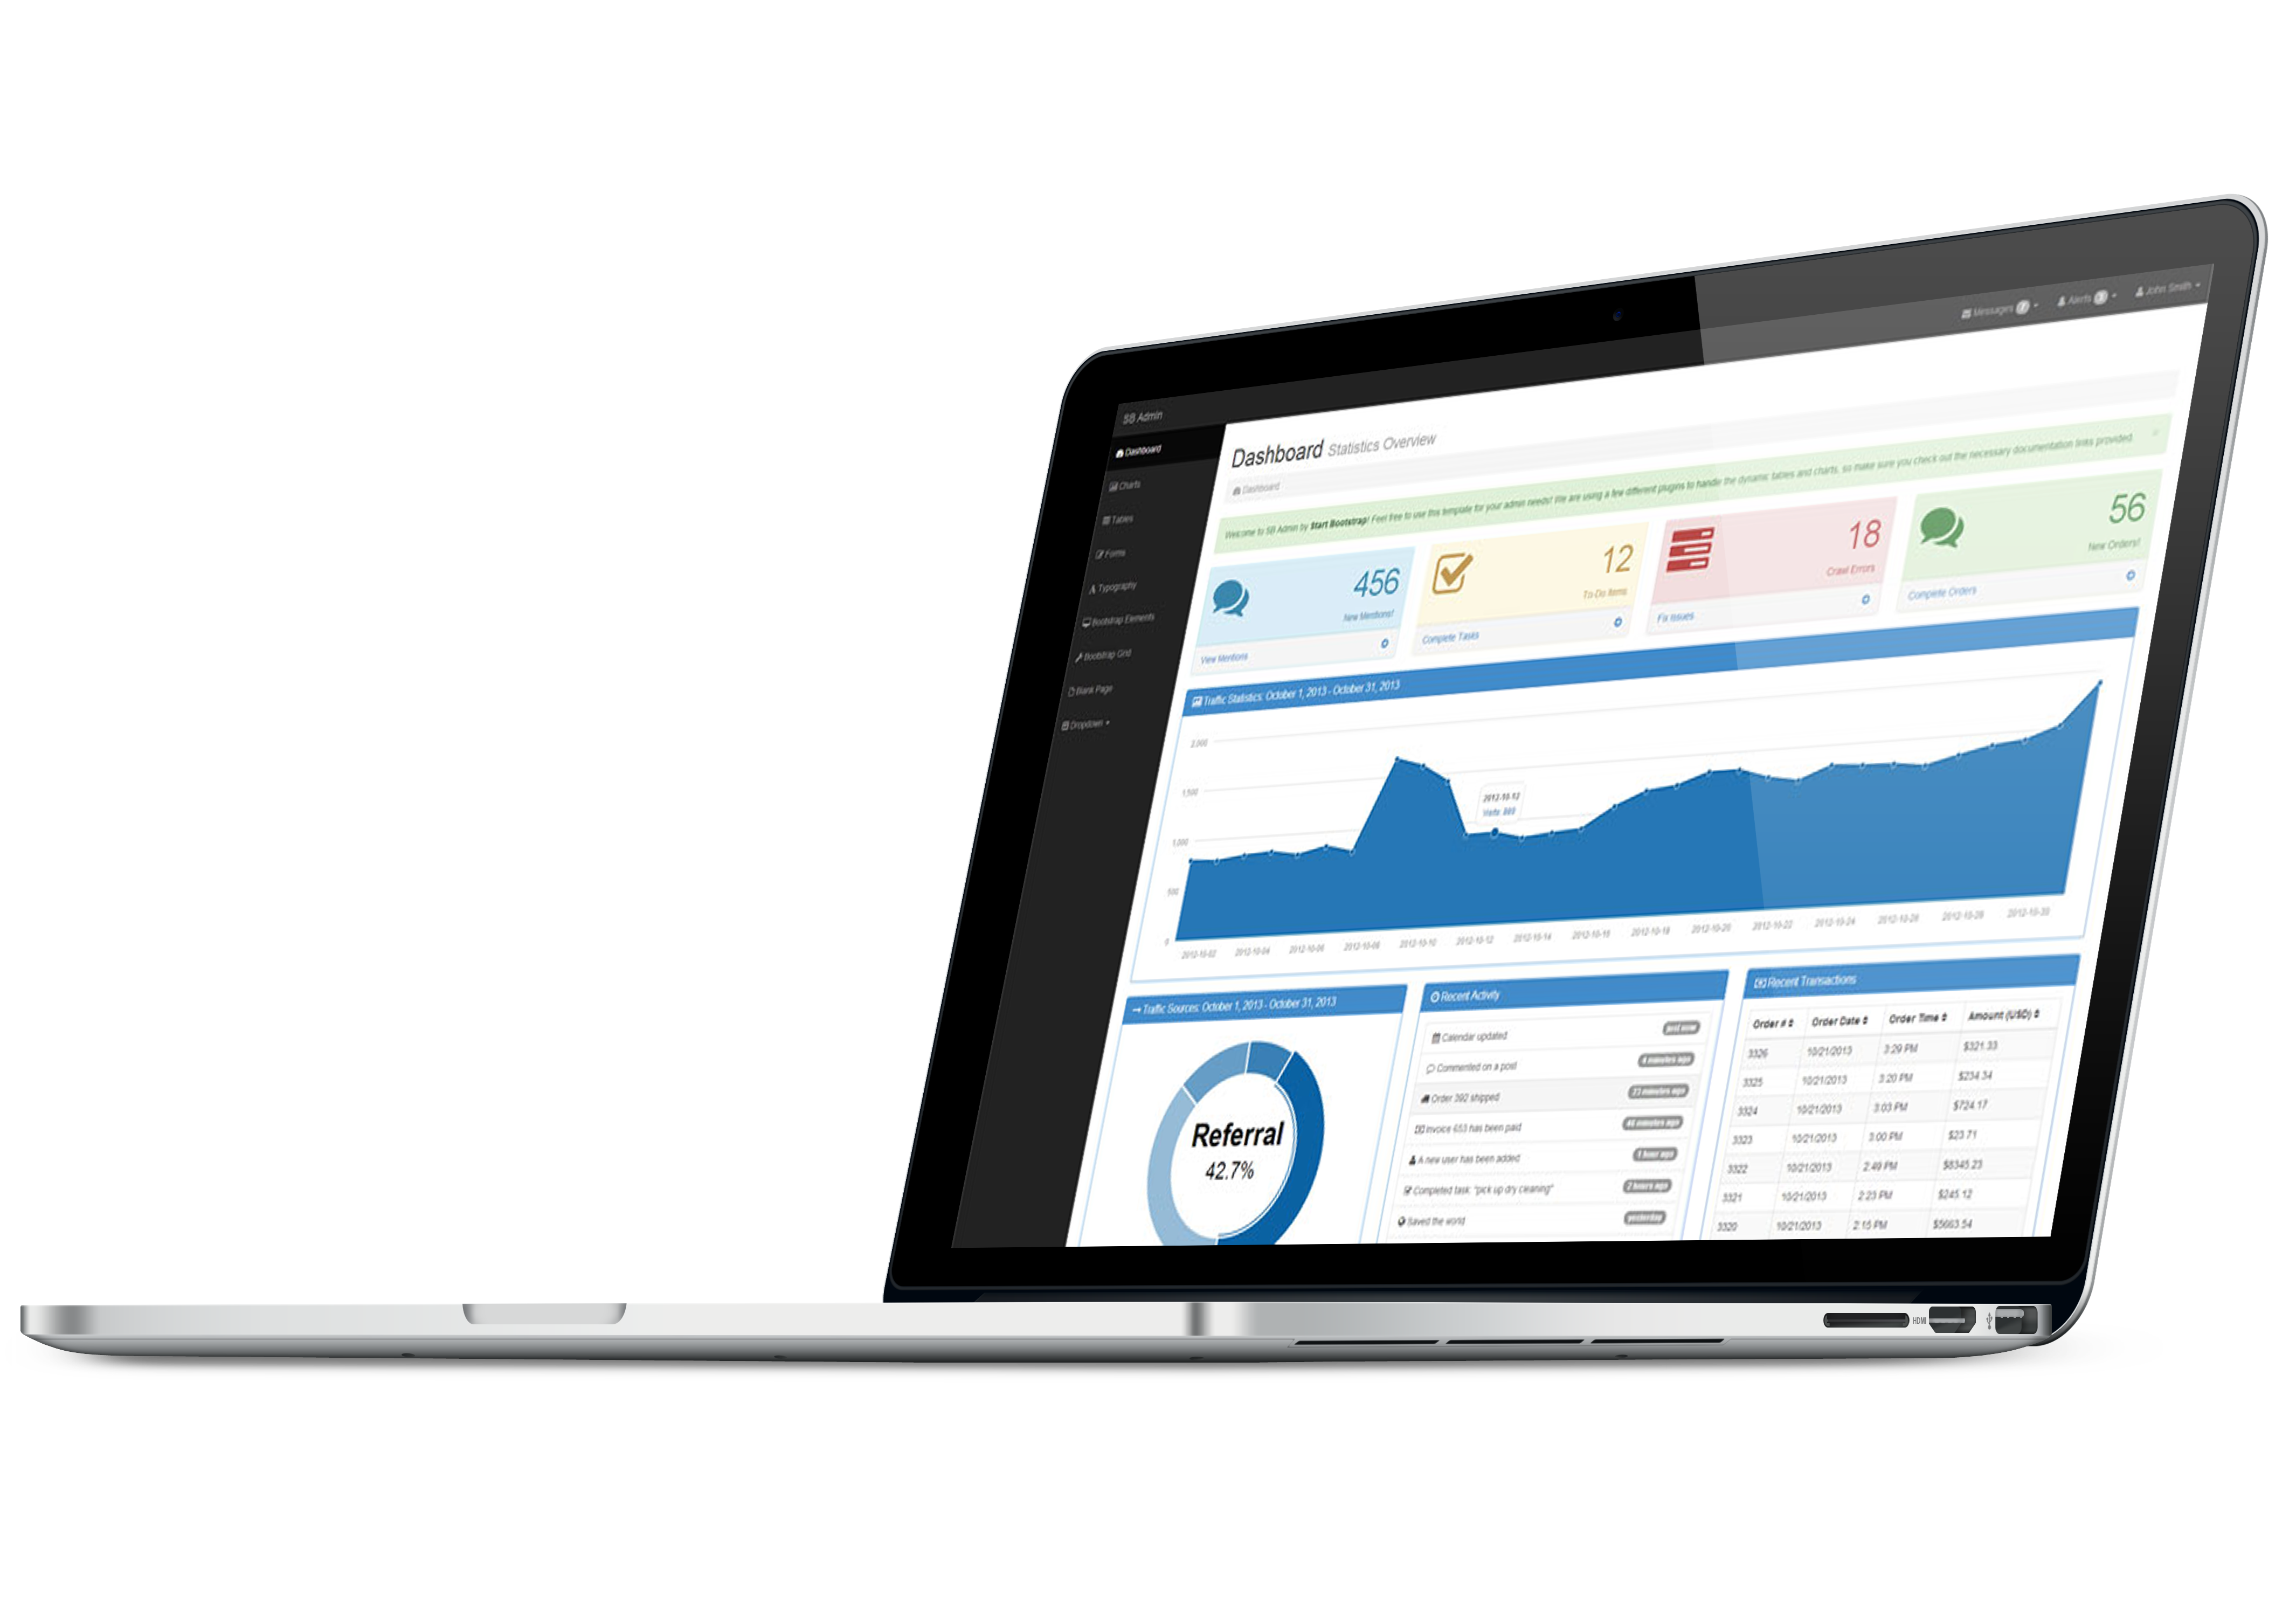 SB Admin
Messages
Alerts
John Smith
Dashboard
Charts
Tables
Forms
Typography
Bootstrap Elements
Bootstrap Grid
Blank Page
Dropdown
Dashboard Statistics Overview
Dashboard
Welcome to SB Admin by Start Bootstrap! Feel free to use this template for your admin needs! We are using a few different plugins to handle the dynamic tables and charts, so make sure you check out the necessary documentation links provided.
456
New Mentions!
View Mentions
12
To-Do Items
Complete Tasks
18
Crawl Errors
Fix Issues
56
New Orders!
Complete Orders
Traffic Statistics: October 1, 2013 - October 31, 2013
2,000
1,500
1,000
500
0
2012-10-12
Visits:
2012-10-02 2012-10-04 2012-10-06 2012-10-08 2012-10-10 2012-10-12 2012-10-14 2012-10-16 2012-10-18 2012-10-20 2012-10-22 2012-10-24 2012-10-26 2012-10-28 2012-10-30
Traffic Sources: October 1, 2013 - October 31, 2013
Referral
42.7%
Recent Activity
Calendar updated just now
Commented on a post 4 minutes ago
Order 392 shipped 23 minutes ago
Invoice 653 has been paid 46 minutes ago
A new user has been added 1 hour ago
Completed task: "pick up dry cleaning" 2 hours ago
Saved the world yesterday
Recent Transactions
Order # Order Date Order Time Amount (USD)
3326 10/21/2013 3:29 PM $321.33
3325 10/21/2013 3:20 PM $234.34
3324 10/21/2013 3:03 PM $724.17
3323 10/21/2013 3:00 PM $23.71
3322 10/21/2013 2:49 PM $8345.23
3321 10/21/2013 2:23 PM $245.12
3320 10/21/2013 2:15 PM $5663.54
HDMI